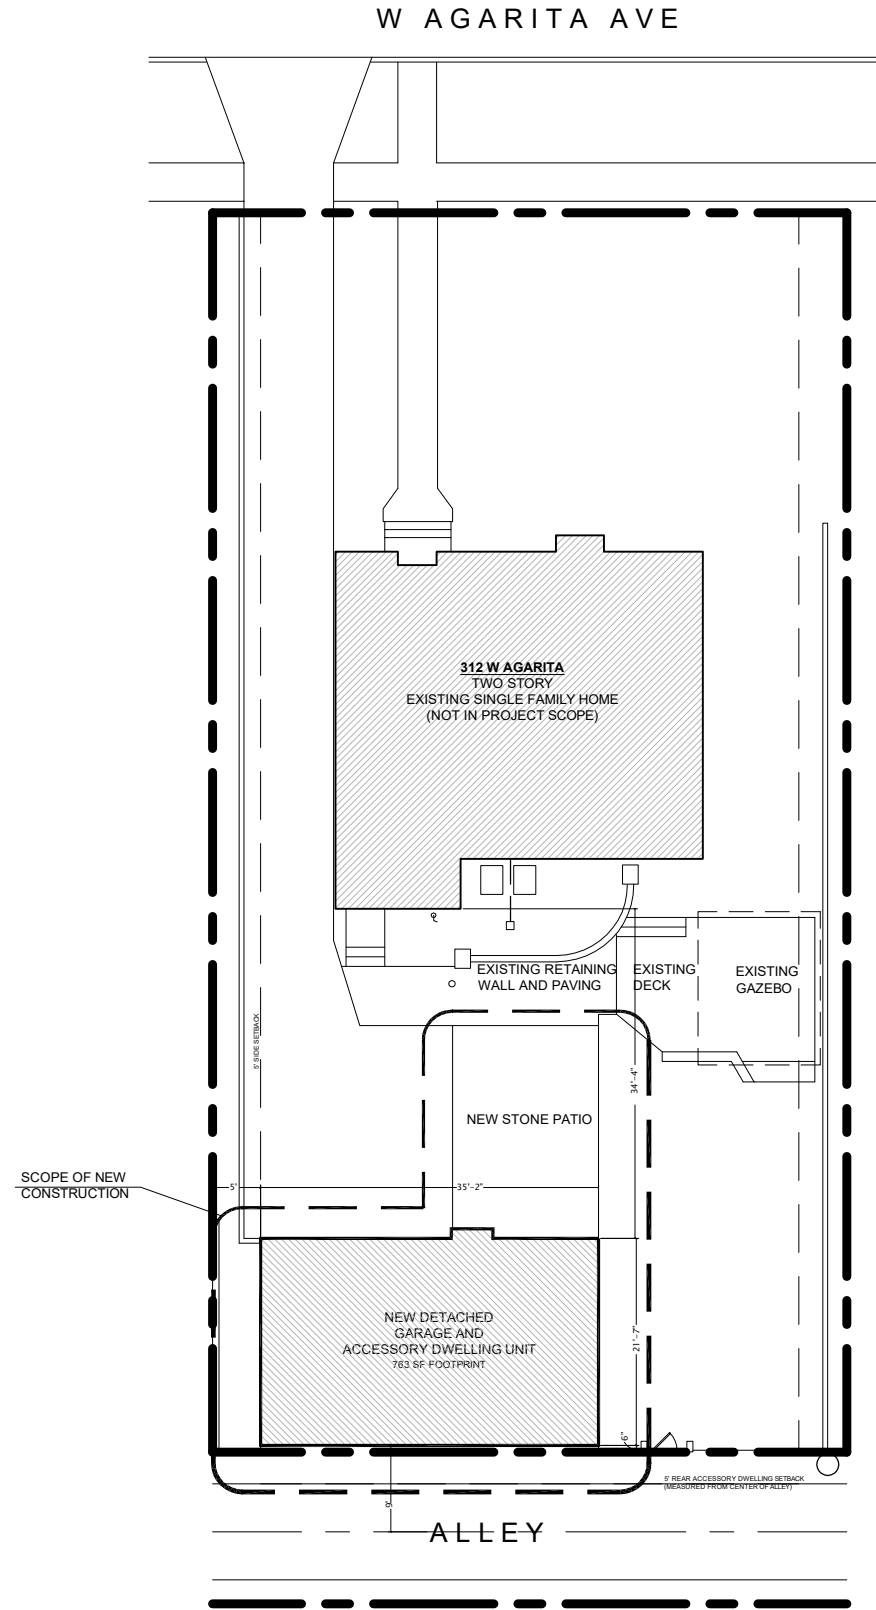 W AGARITA AVE
312 W AGARITA
TWO STORY
EXISTING SINGLE FAMILY HOME
(NOT IN PROJECT SCOPE)
EXISTING RETAINING
WALL AND PAVING
EXISTING
DECK
EXISTING
GAZEBO
5' SIDE SETBACK
34'-4"
NEW STONE PATIO
SCOPE OF NEW
CONSTRUCTION
5'
35'-2"
NEW DETACHED
GARAGE AND
ACCESSORY DWELLING UNIT
763 SF FOOTPRINT
21'-7"
6"
5' REAR ACCESSORY DWELLING SETBACK
(MEASURED FROM CENTER OF ALLEY)
9'
ALLEY